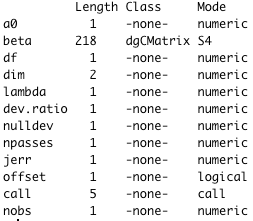 Length Class Mode
a0 1 -none- numeric
beta 218 dgCMatrix S4
df 1 -none- numeric
dim 2 -none- numeric
lambda 1 -none- numeric
dev.ratio 1 -none- numeric
nulldev 1 -none- numeric
npasses 1 -none- numeric
jerr 1 -none- numeric
offset 1 -none- logical
call 5 -none- call
nobs 1 -none- numeric